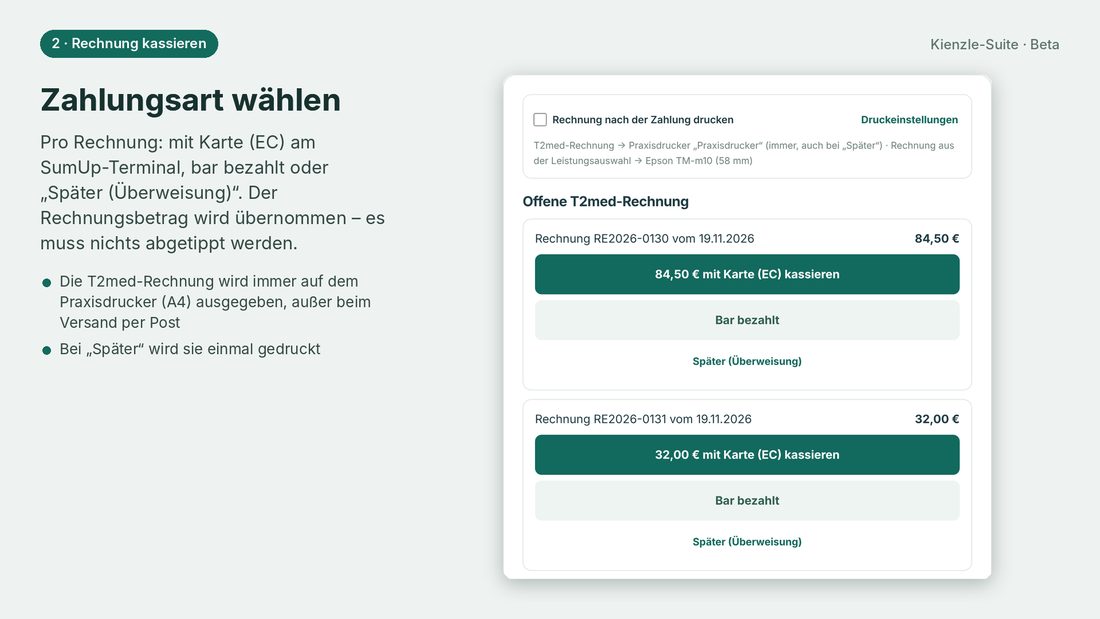 2 · Rechnung kassieren
Kienzle-Suite · Beta
Zahlungsart wählen
Pro Rechnung: mit Karte (EC) am
SumUp-Terminal, bar bezahlt oder
„Später (Überweisung)“. Der
Rechnungsbetrag wird übernommen – es
muss nichts abgetippt werden.
Die T2med-Rechnung wird immer auf dem
Praxisdrucker (A4) ausgegeben, außer beim
Versand per Post
Bei „Später“ wird sie einmal gedruckt
Rechnung nach der Zahlung drucken
Druckeinstellungen
T2med-Rechnung → Praxisdrucker „Praxisdrucker“ (immer, auch bei „Später“) · Rechnung aus
der Leistungsauswahl → Epson TM-m10 (58 mm)
Offene T2med-Rechnung
Rechnung RE2026-0130 vom 19.11.2026 84,50 €
84,50 € mit Karte (EC) kassieren
Bar bezahlt
Später (Überweisung)
Rechnung RE2026-0131 vom 19.11.2026 32,00 €
32,00 € mit Karte (EC) kassieren
Bar bezahlt
Später (Überweisung)